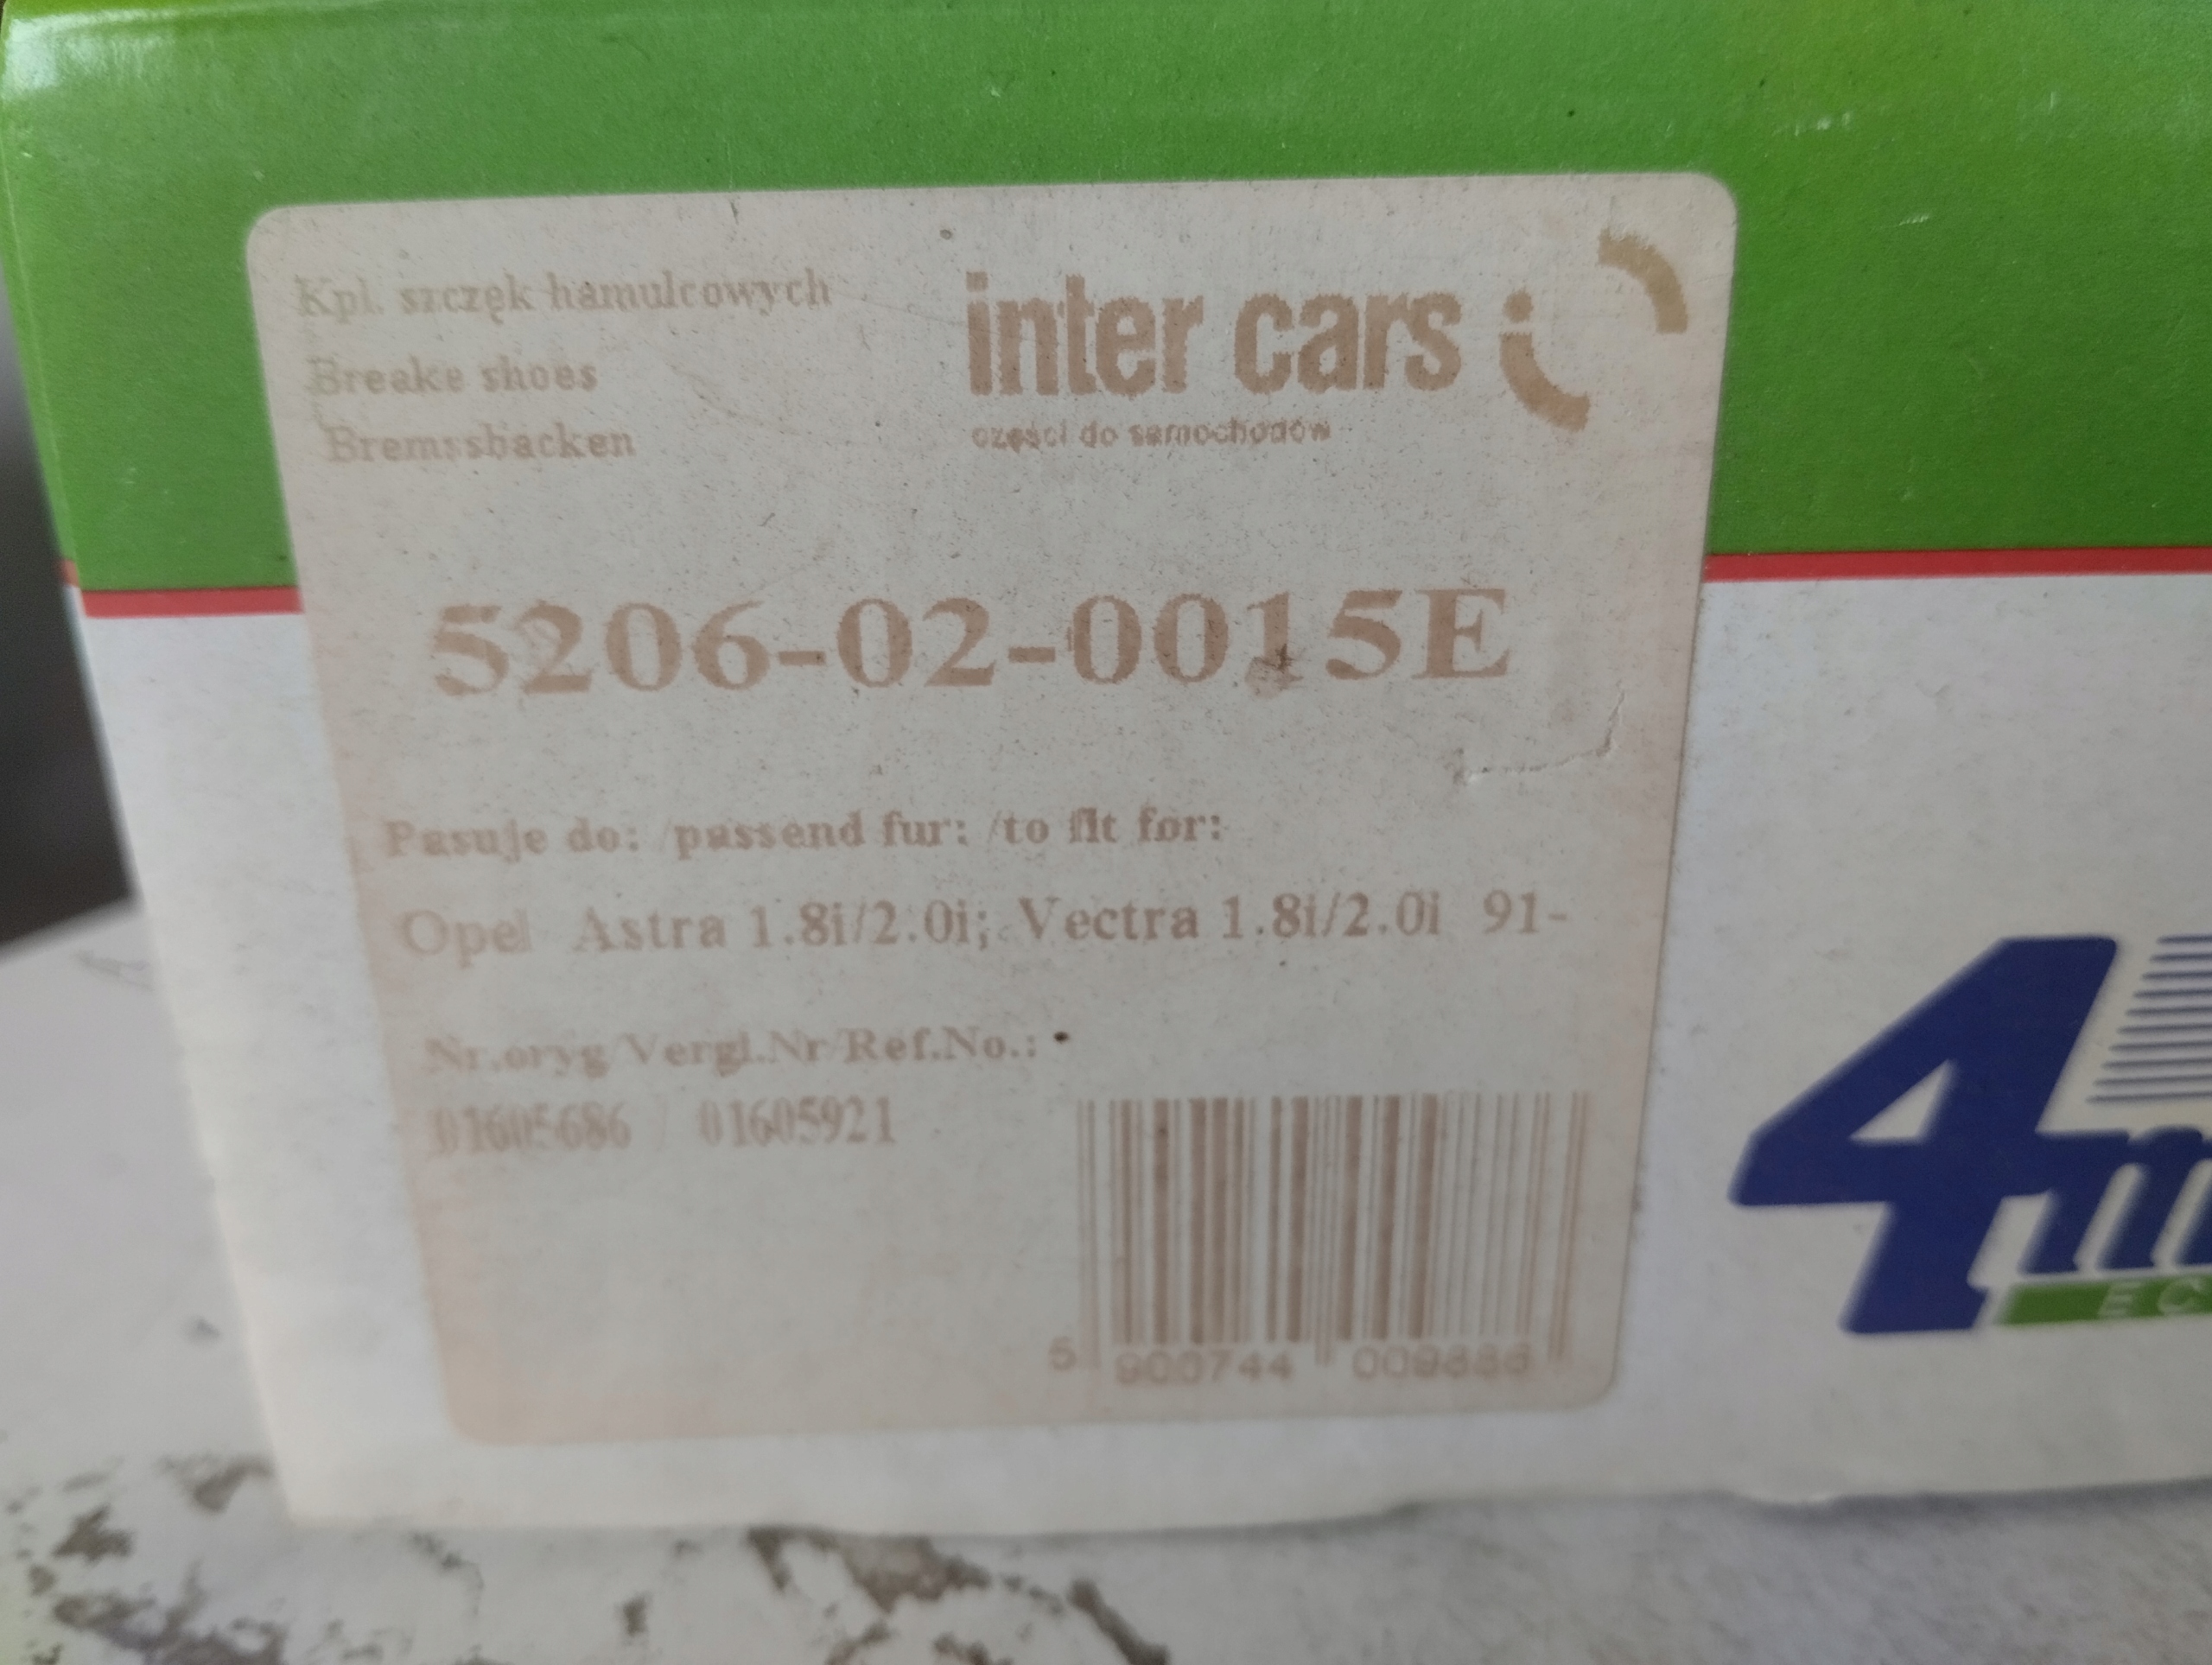 Kpl. szczęk hamulcowych
Breake shoes
Bremssbacken
inter cars
części do samochodów
5206-02-0015E
Pasuje do: /passend fur: /to fit for:
Opel Astra 1.8i/2.0i; Vectra 1.8i/2.0i 91-
Nr.oryg/Vergl.Nr/Ref.No.:
01605686 / 01605921
5 900744
4m
EC